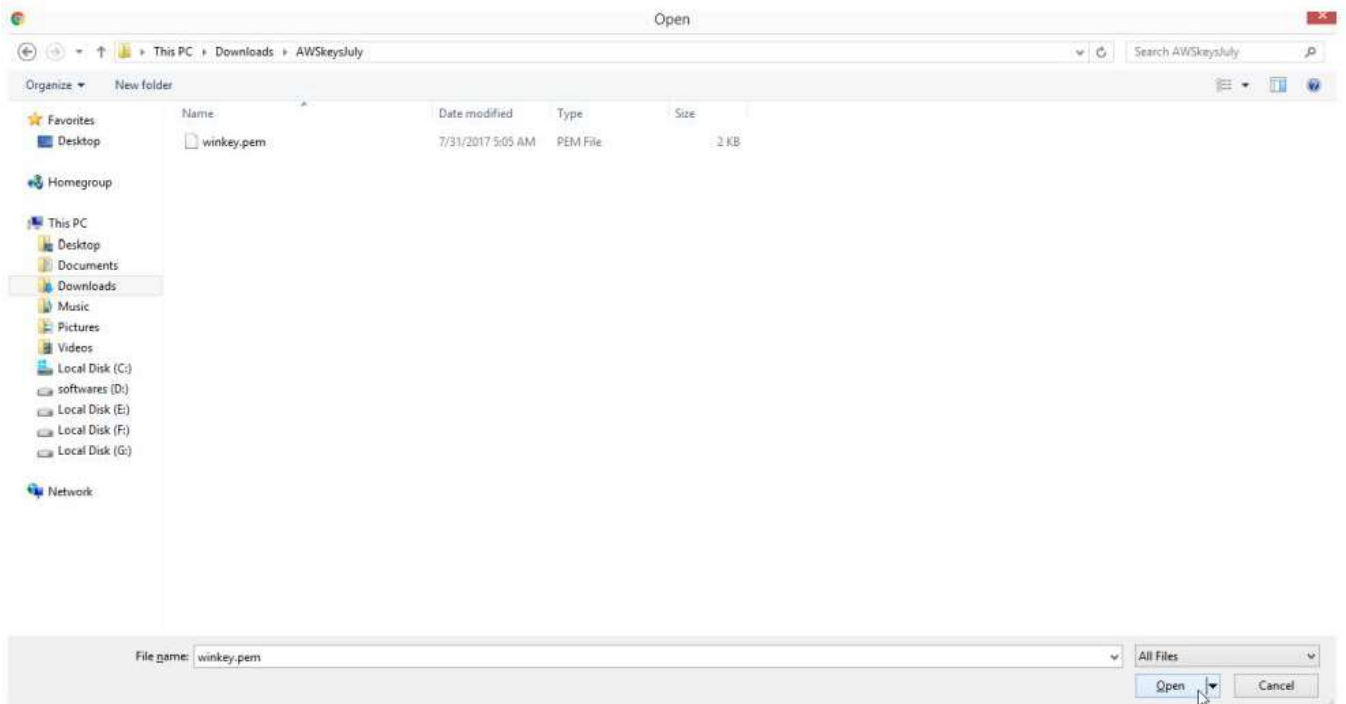 Open
This PC Downloads AWSkeysJuly
Search AWSkeysJuly
Organize New folder
Name Date modified Type Size
winkey.pem 7/31/2017 5:05 AM PEM File 2 KB
Favorites
Desktop
Homegroup
This PC
Desktop
Documents
Downloads
Music
Pictures
Videos
Local Disk (C:)
softwares (D:)
Local Disk (E:)
Local Disk (F:)
Local Disk (G:)
Network
File name: winkey.pem
All Files
Open Cancel